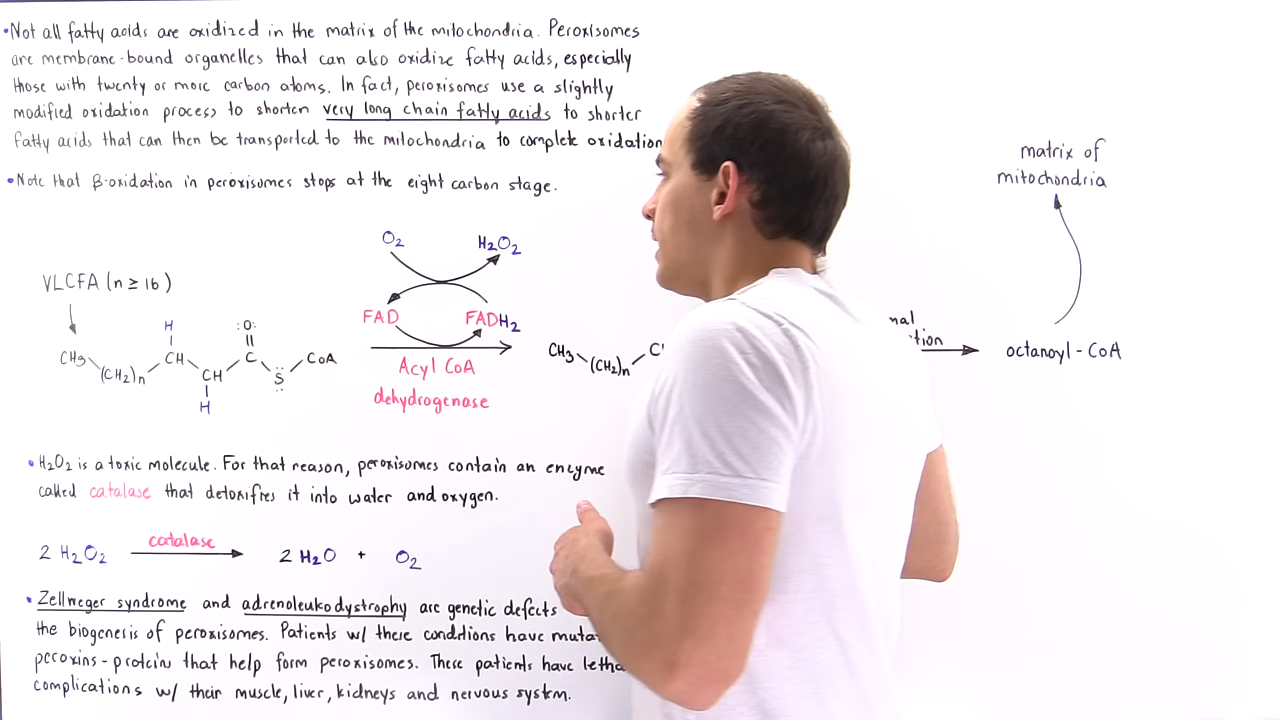 •Not all fatty acids are oxidized in the matrix of the mitochondria. Peroxisomes
are membrane-bound organelles that can also oxidize fatty acids, especially
those with twenty or more carbon atoms. In fact, peroxisomes use a slightly
modified oxidation process to shorten very long chain fatty acids to shorter
fatty acids that can then be transported to the mitochondria to complete oxidation
•Note that β-oxidation in peroxisomes stops at the eight carbon stage.
matrix of
mitochondria
O2 H2O2
VLCFA (n ≥ 16)
FAD FADH2
H :O:
CH3 (CH2)n CH CH C S CoA
H
Acyl CoA
dehydrogenase
CH3 (CH2)n
nal
tion
octanoyl-CoA
•H2O2 is a toxic molecule. For that reason, peroxisomes contain an enzyme
called catalase that detoxifies it into water and oxygen.
2 H2O2 catalase 2 H2O + O2
•Zellweger syndrome and adrenoleukodystrophy are genetic defects
the biogenesis of peroxisomes. Patients w/ these conditions have muta
peroxins-protein that help form peroxisomes. These patients have letha
complications w/ their muscle, liver, kidneys and nervous system.